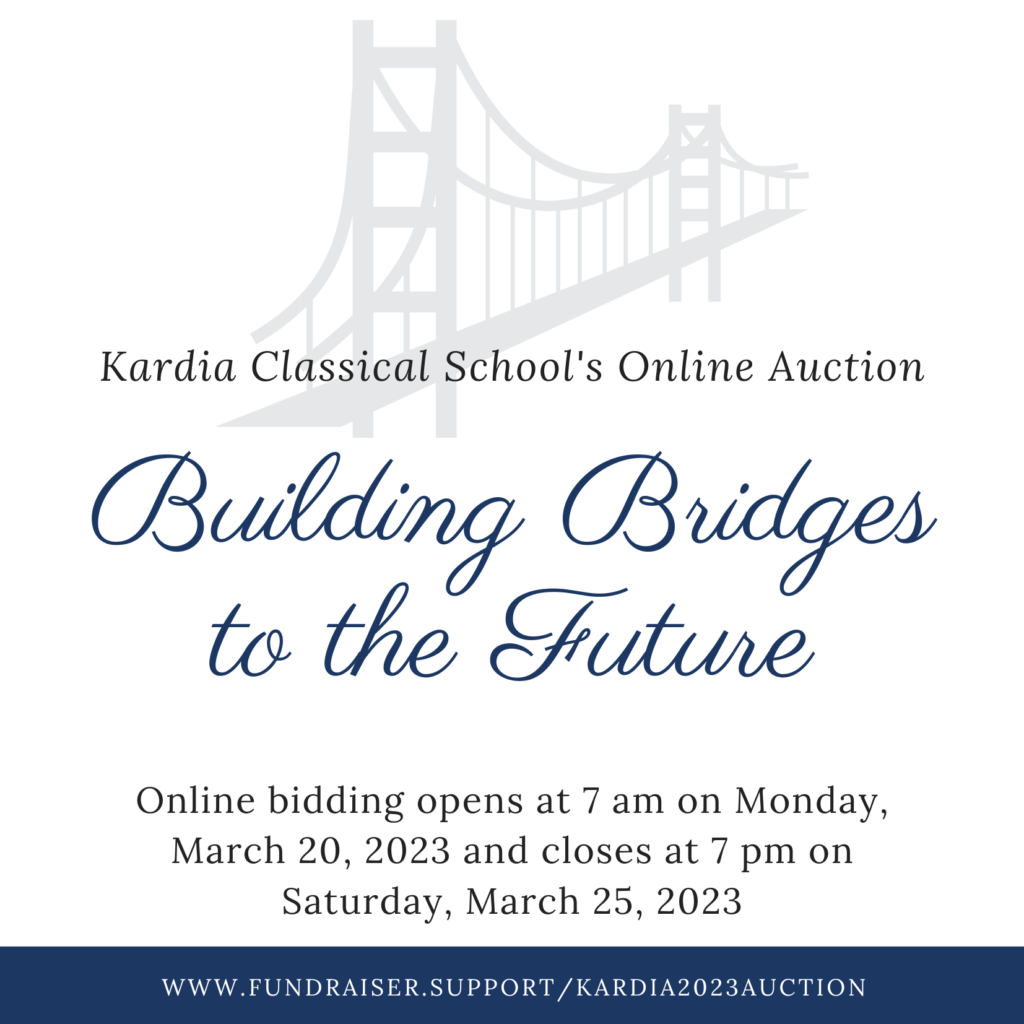 Kardia Classical School's Online Auction
Building Bridges
to the Future
Online bidding opens at 7 am on Monday,
March 20, 2023 and closes at 7 pm on
Saturday, March 25, 2023
WWW.FUNDRAISER.SUPPORT/KARDIA2023AUCTION